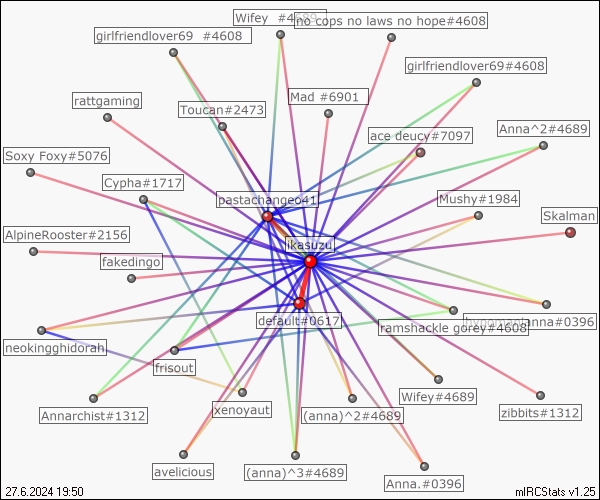 Wifey #4689
no cops no laws no hope#4608
girlfriendlover69 #4608
girlfriendlover69#4608
rattgaming
Mad #6901
Toucan#2473
ace deucy#7097
Anna^2#4689
Soxy Foxy#5076
Cypha#1717
pastachangeo41
Mushy#1984
Skalman
AlpineRooster#2156
ikasuzu
fakedingo
default#0617
ramshackle gorey#4608
anna#0396
neokingghidorah
frisout
Annarchist#1312
xenoyaut
(anna)^2#4689
Wifey#4689
zibbits#1312
avelicious
(anna)^3#4689
Anna.#0396
27.6.2024 19:50
mIRCStats v1.25